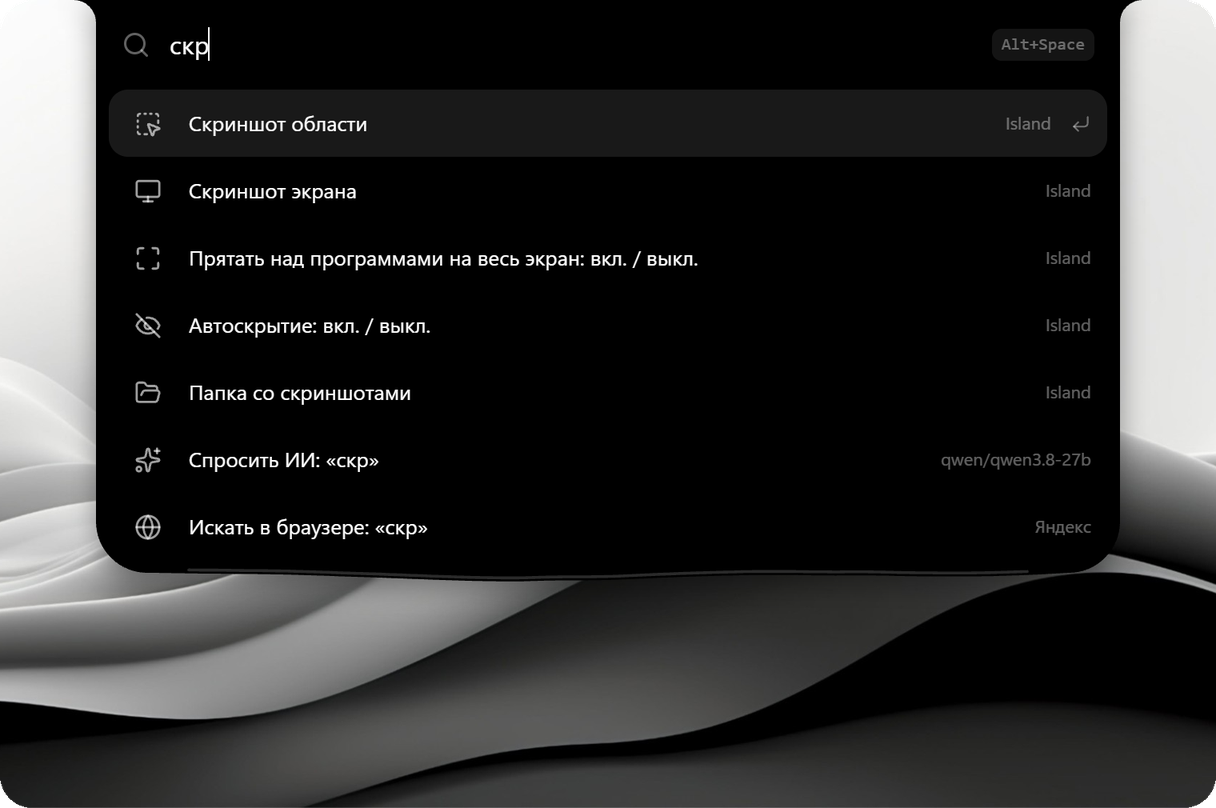 скр Alt+Space
Скриншот области Island
Скриншот экрана Island
Прятать над программами на весь экран: вкл. / выкл. Island
Автоскрытие: вкл. / выкл. Island
Папка со скриншотами Island
Спросить ИИ: «скр» qwen/qwen3.8-27b
Искать в браузере: «скр» Яндекс